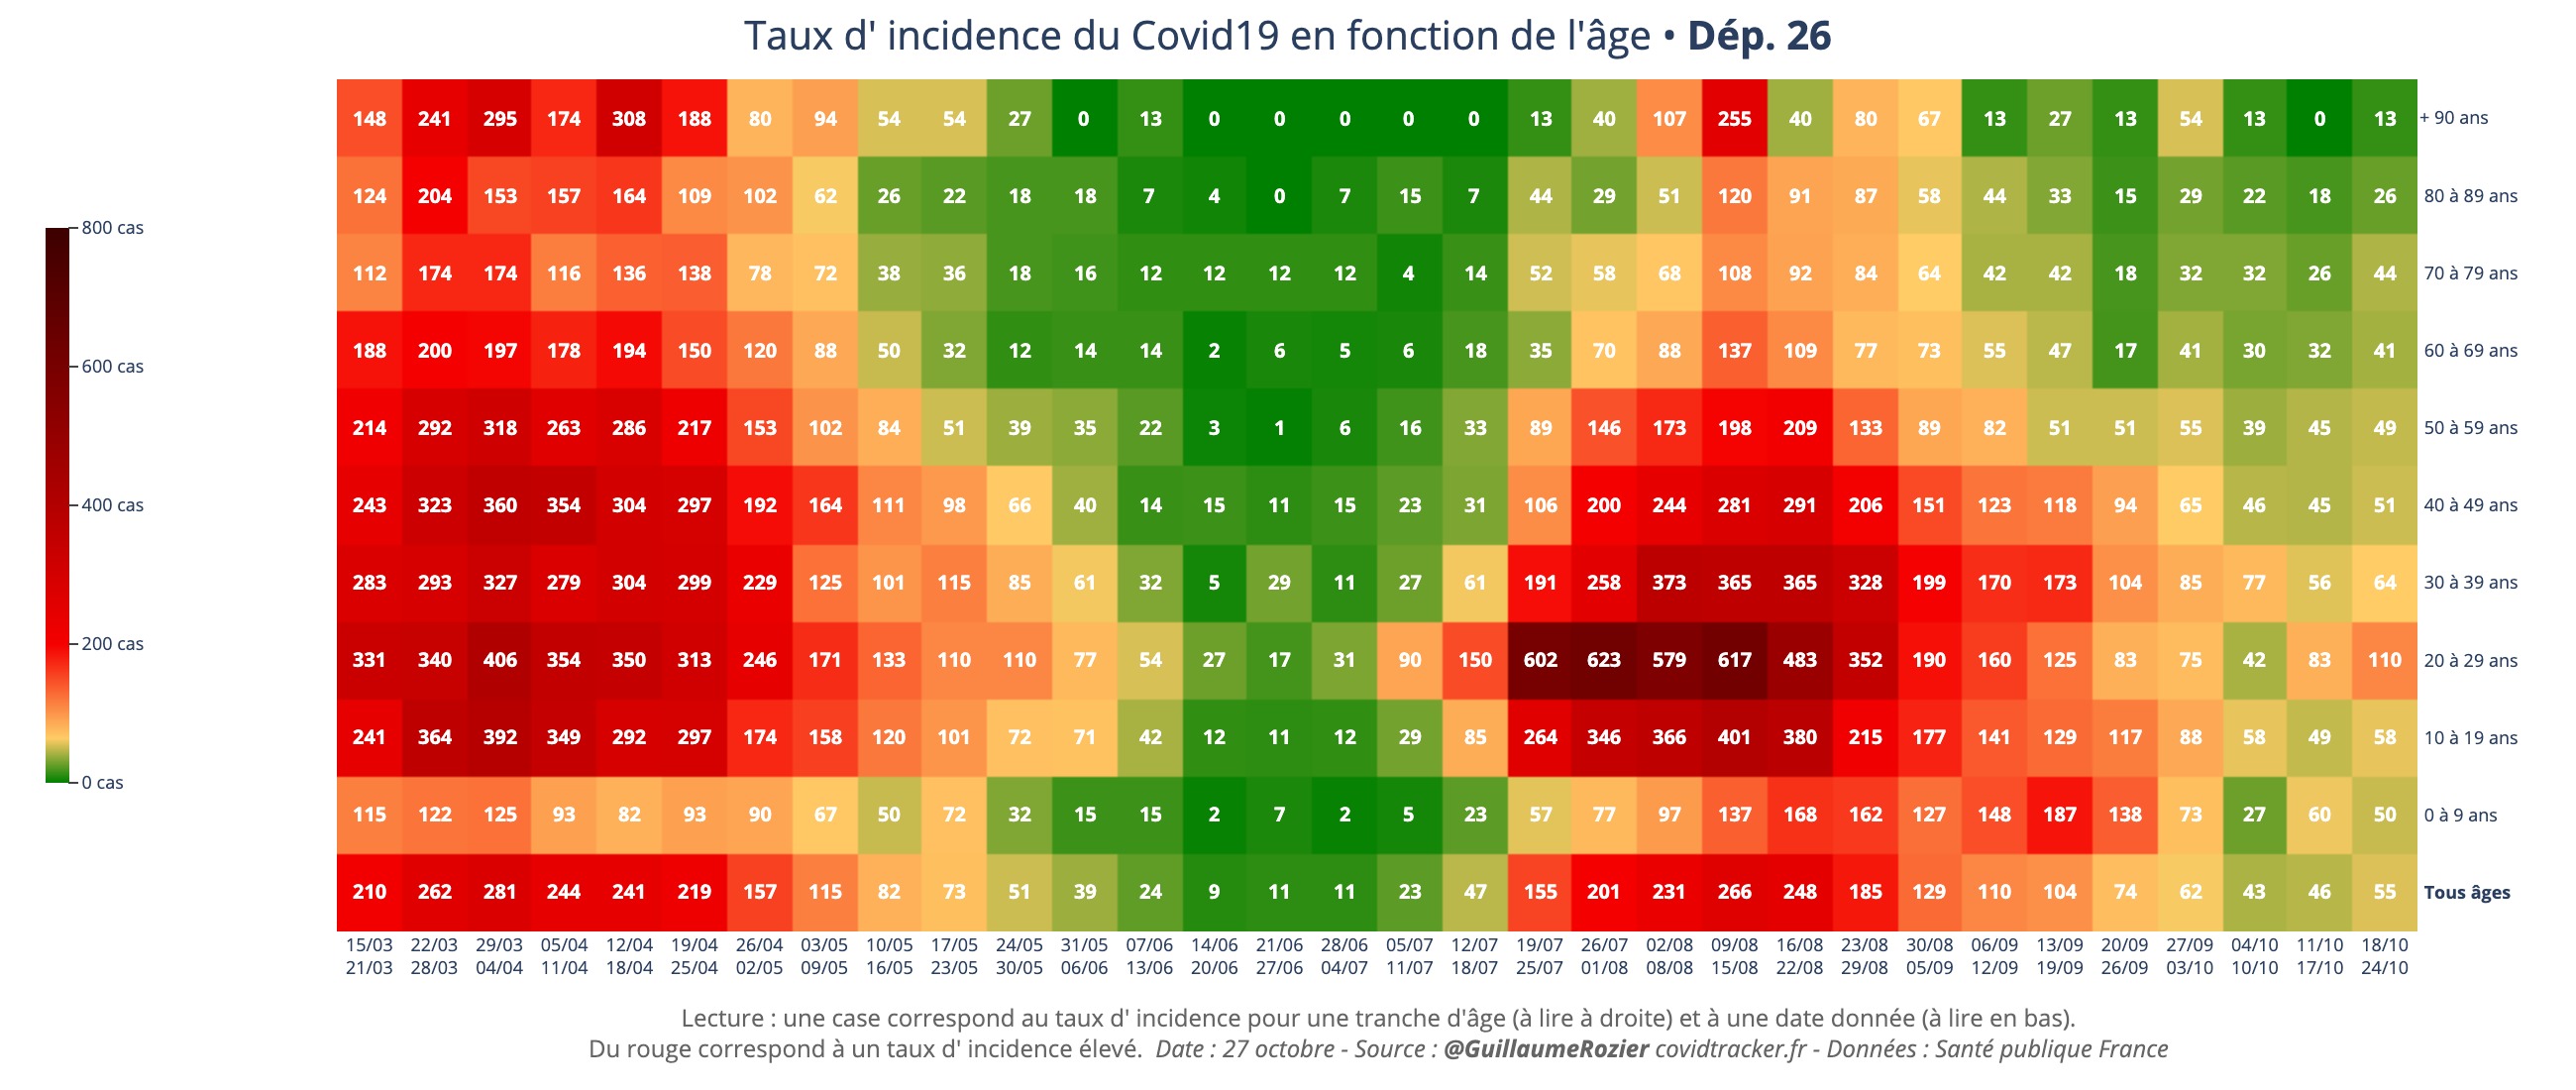 Taux d' incidence du Covid19 en fonction de l'âge • Dép. 26
800 cas
600 cas
400 cas
200 cas
0 cas
148 241 295 174 308 188 80 94 54 54 27 0 13 0 0 0 0 0 13 40 107 255 40 80 67 13 27 13 54 13 0 13 + 90 ans
124 204 153 157 164 109 102 62 26 22 18 18 7 4 0 7 15 7 44 29 51 120 91 87 58 44 33 15 29 22 18 26 80 à 89 ans
112 174 174 116 136 138 78 72 38 36 18 16 12 12 12 12 4 14 52 58 68 108 92 84 64 42 42 18 32 32 26 44 70 à 79 ans
188 200 197 178 194 150 120 88 50 32 12 14 14 2 6 5 6 18 35 70 88 137 109 77 73 55 47 17 41 30 32 41 60 à 69 ans
214 292 318 263 286 217 153 102 84 51 39 35 22 3 1 6 16 33 89 146 173 198 209 133 89 82 51 51 55 39 45 49 50 à 59 ans
243 323 360 354 304 297 192 164 111 98 66 40 14 15 11 15 23 31 106 200 244 281 291 206 151 123 118 94 65 46 45 51 40 à 49 ans
283 293 327 279 304 299 229 125 101 115 85 61 32 5 29 11 27 61 191 258 373 365 365 328 199 170 173 104 85 77 56 64 30 à 39 ans
331 340 406 354 350 313 246 171 133 110 110 77 54 27 17 31 90 150 602 623 579 617 483 352 190 160 125 83 75 42 83 110 20 à 29 ans
241 364 392 349 292 297 174 158 120 101 72 71 42 12 11 12 29 85 264 346 366 401 380 215 177 141 129 117 88 58 49 58 10 à 19 ans
115 122 125 93 82 93 90 67 50 72 32 15 15 2 7 2 5 23 57 77 97 137 168 162 127 148 187 138 73 27 60 50 0 à 9 ans
210 262 281 244 241 219 157 115 82 73 51 39 24 9 11 11 23 47 155 201 231 266 248 185 129 110 104 74 62 43 46 55 Tous âges
15/03 22/03 29/03 05/04 12/04 19/04 26/04 03/05 10/05 17/05 24/05 31/05 07/06 14/06 21/06 28/06 05/07 12/07 19/07 26/07 02/08 09/08 16/08 23/08 30/08 06/09 13/09 20/09 27/09 04/10 11/10 18/10
21/03 28/03 04/04 11/04 18/04 25/04 02/05 09/05 16/05 23/05 30/05 06/06 13/06 20/06 27/06 04/07 11/07 18/07 25/07 01/08 08/08 15/08 22/08 29/08 05/09 12/09 19/09 26/09 03/10 10/10 17/10 24/10
Lecture : une case correspond au taux d' incidence pour une tranche d'âge (à lire à droite) et à une date donnée (à lire en bas).
Du rouge correspond à un taux d' incidence élevé. Date : 27 octobre - Source : @GuillaumeRozier covidtracker.fr - Données : Santé publique France